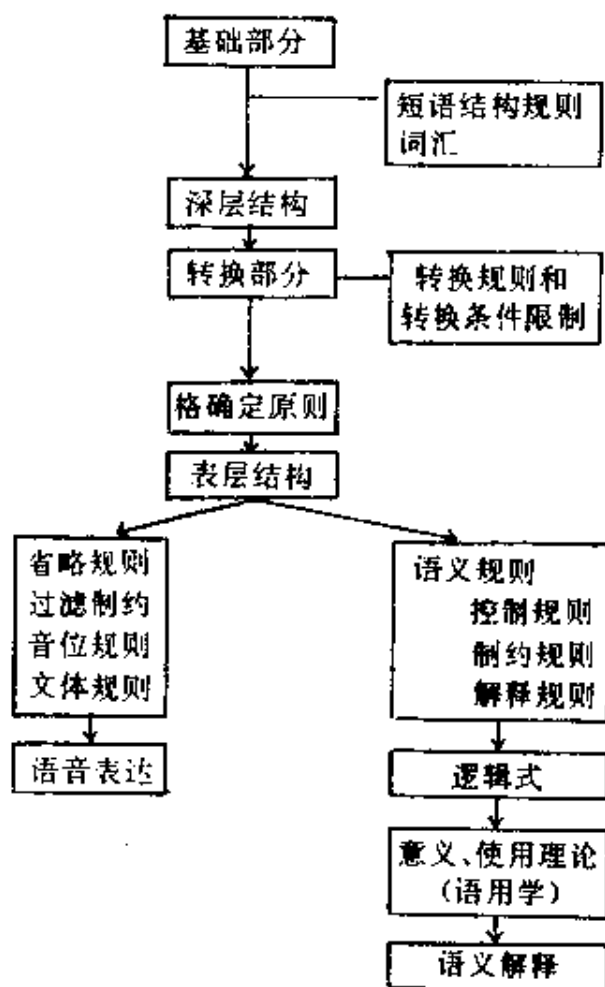 基础部分
短语结构规则
词汇
深层结构
转换部分
转换规则和
转换条件限制
格确定原则
表层结构
省略规则
过滤制约
音位规则
文体规则
语音表达
语义规则
控制规则
制约规则
解释规则
逻辑式
意义、使用理论
(语用学)
语义解释